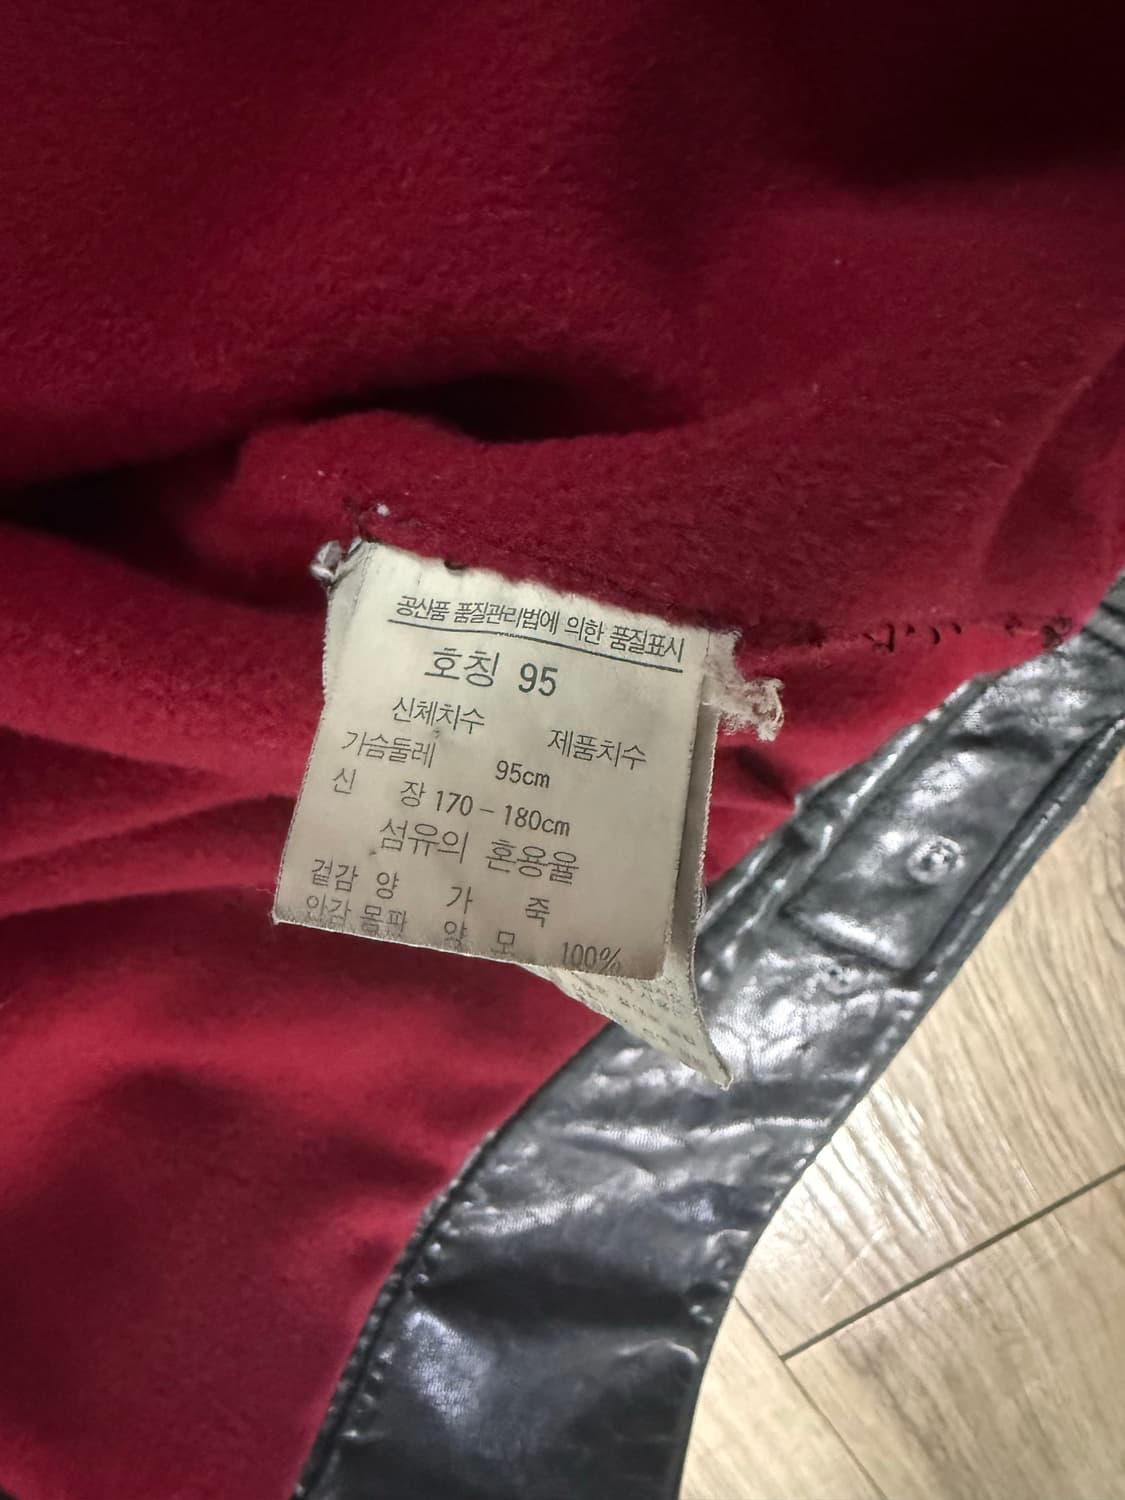 공산품 품질관리법에 의한 품질표시
호칭 95
신체치수 제품치수
가슴둘레 95cm
신 장 170 - 180cm
섬유의 혼용율
겉감 양 가 죽
안감 몸파 양 모 100%